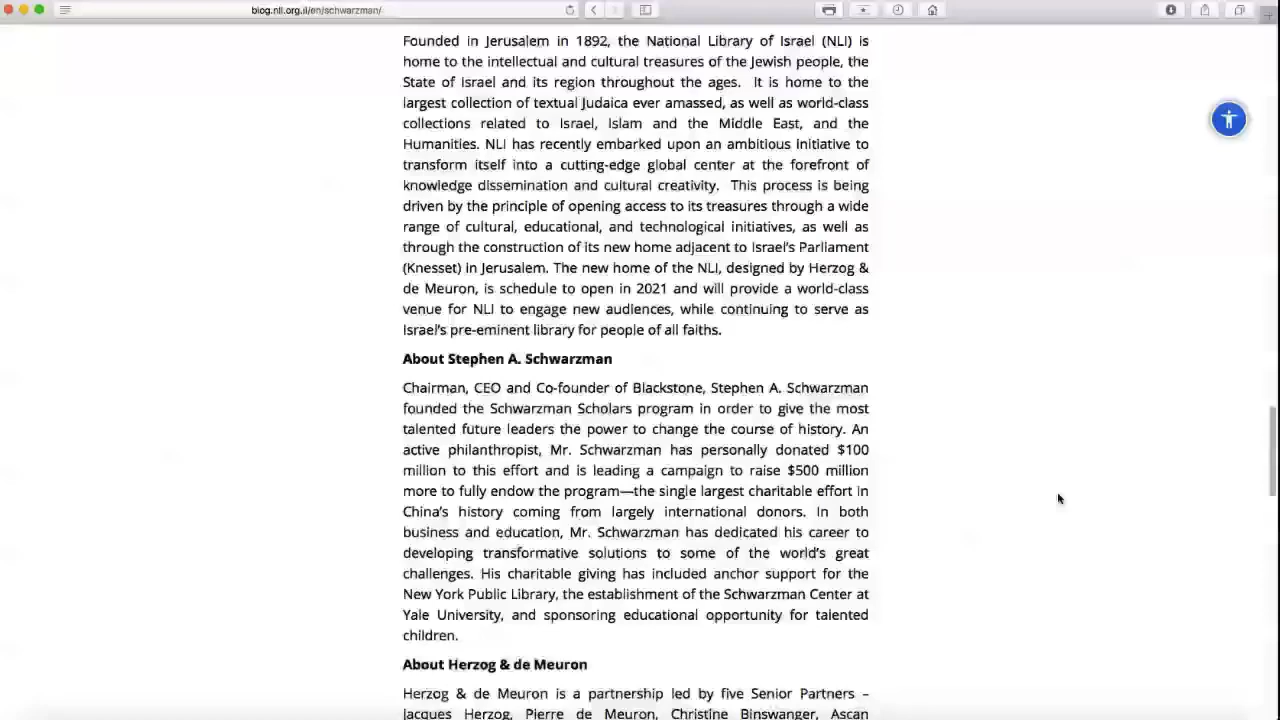 blog.nli.org.il/en/schwarzman/
Founded in Jerusalem in 1892, the National Library of Israel (NLI) is
home to the intellectual and cultural treasures of the Jewish people, the
State of Israel and its region throughout the ages. It is home to the
largest collection of textual Judaica ever amassed, as well as world-class
collections related to Israel, Islam and the Middle East, and the
Humanities. NLI has recently embarked upon an ambitious initiative to
transform itself into a cutting-edge global center at the forefront of
knowledge dissemination and cultural creativity. This process is being
driven by the principle of opening access to its treasures through a wide
range of cultural, educational, and technological initiatives, as well as
through the construction of its new home adjacent to Israel's Parliament
(Knesset) in Jerusalem. The new home of the NLI, designed by Herzog &
de Meuron, is schedule to open in 2021 and will provide a world-class
venue for NLI to engage new audiences, while continuing to serve as
Israel's pre-eminent library for people of all faiths.
About Stephen A. Schwarzman
Chairman, CEO and Co-founder of Blackstone, Stephen A. Schwarzman
founded the Schwarzman Scholars program in order to give the most
talented future leaders the power to change the course of history. An
active philanthropist, Mr. Schwarzman has personally donated $100
million to this effort and is leading a campaign to raise $500 million
more to fully endow the program—the single largest charitable effort in
China's history coming from largely international donors. In both
business and education, Mr. Schwarzman has dedicated his career to
developing transformative solutions to some of the world's great
challenges. His charitable giving has included anchor support for the
New York Public Library, the establishment of the Schwarzman Center at
Yale University, and sponsoring educational opportunity for talented
children.
About Herzog & de Meuron
Herzog & de Meuron is a partnership led by five Senior Partners –
Jacques Herzog, Pierre de Meuron, Christine Binswanger, Ascan